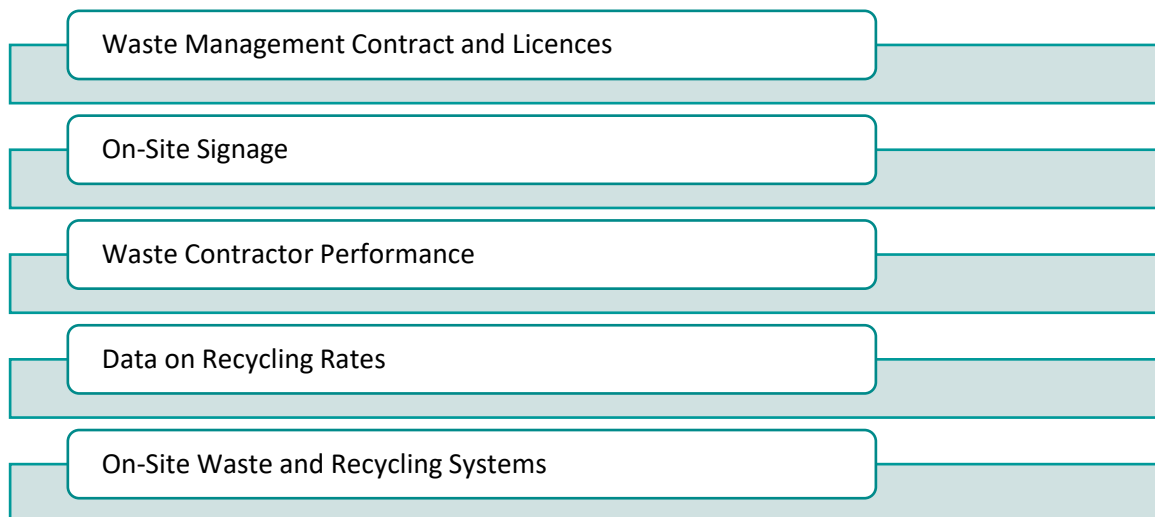 Waste Management Contract and Licences
On-Site Signage
Waste Contractor Performance
Data on Recycling Rates
On-Site Waste and Recycling Systems